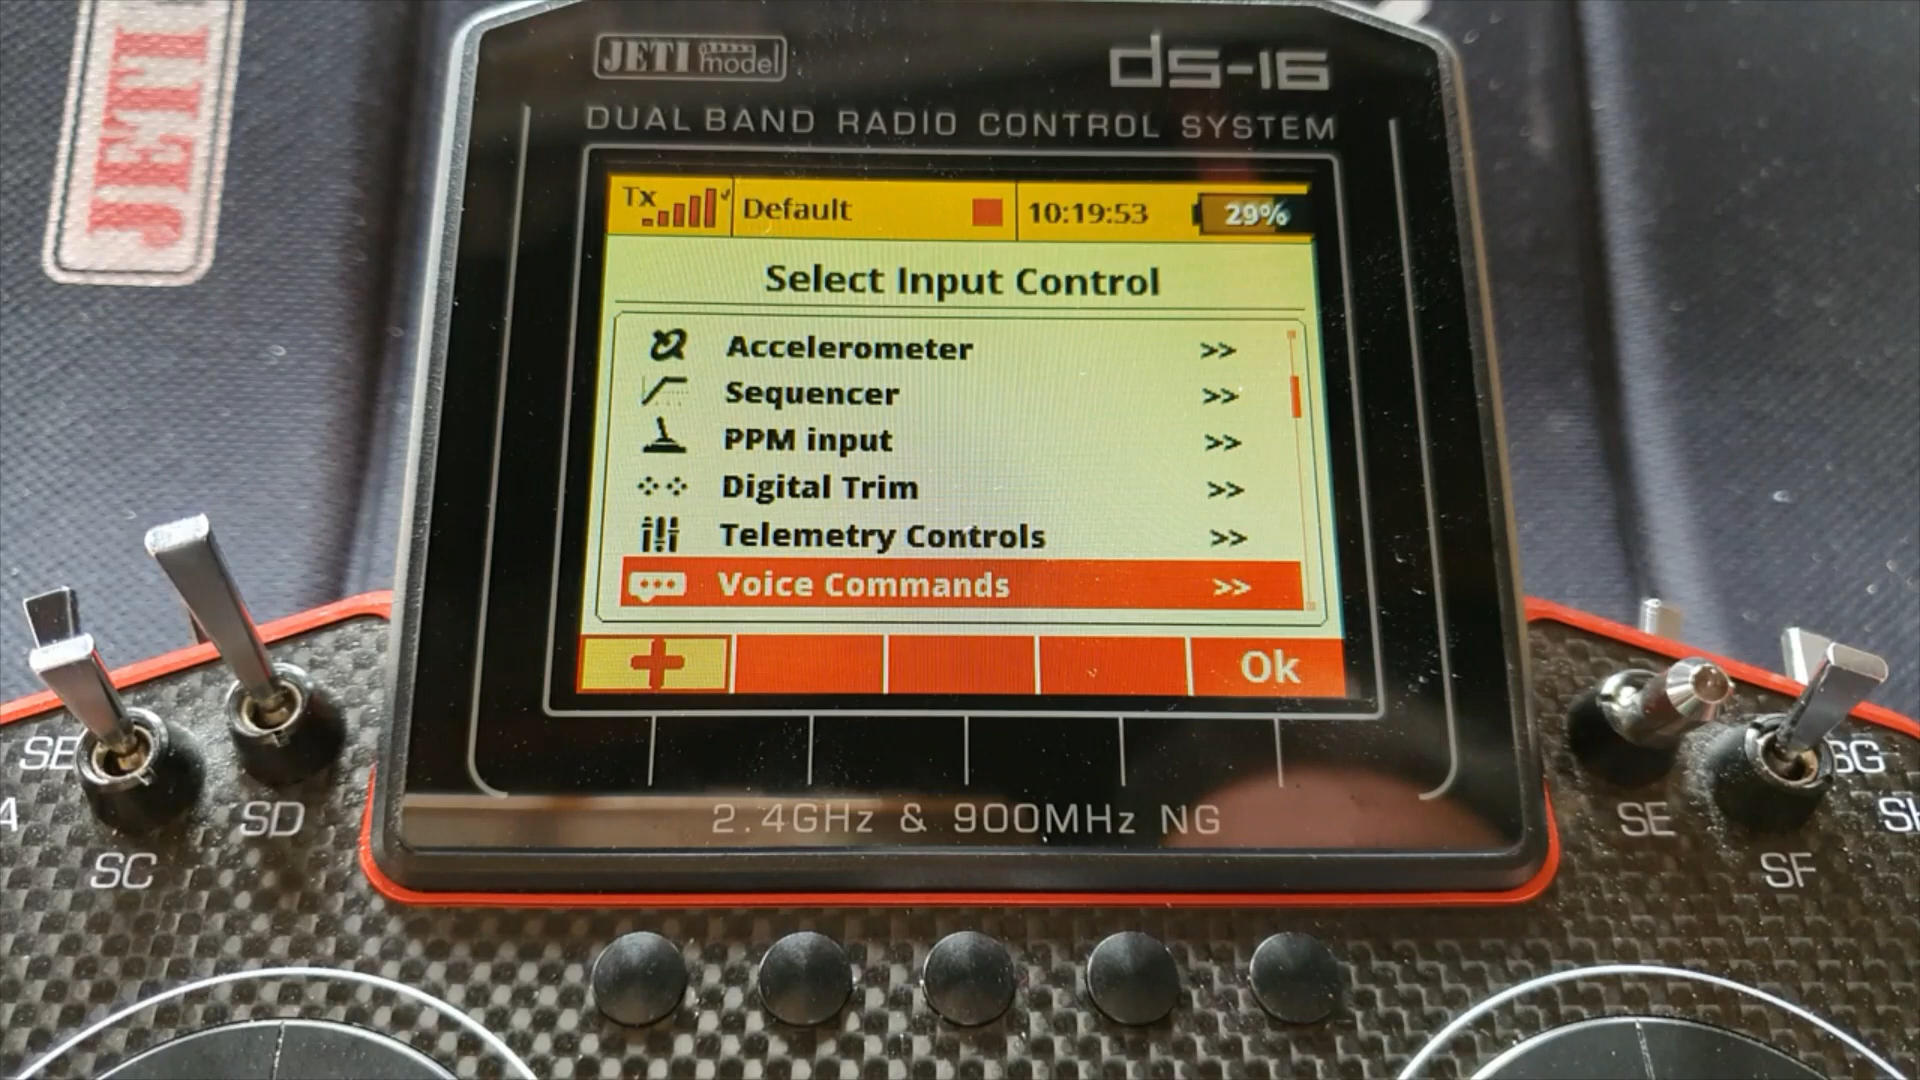 JETI
JETI model
ds-16
DUAL BAND RADIO CONTROL SYSTEM
Tx Default 10:19:53 29%
Select Input Control
Accelerometer >>
Sequencer >>
PPM input >>
Digital Trim >>
Telemetry Controls >>
Voice Commands >>
Ok
2.4GHz & 900MHz NG
SD
SC
SE
SF
SG